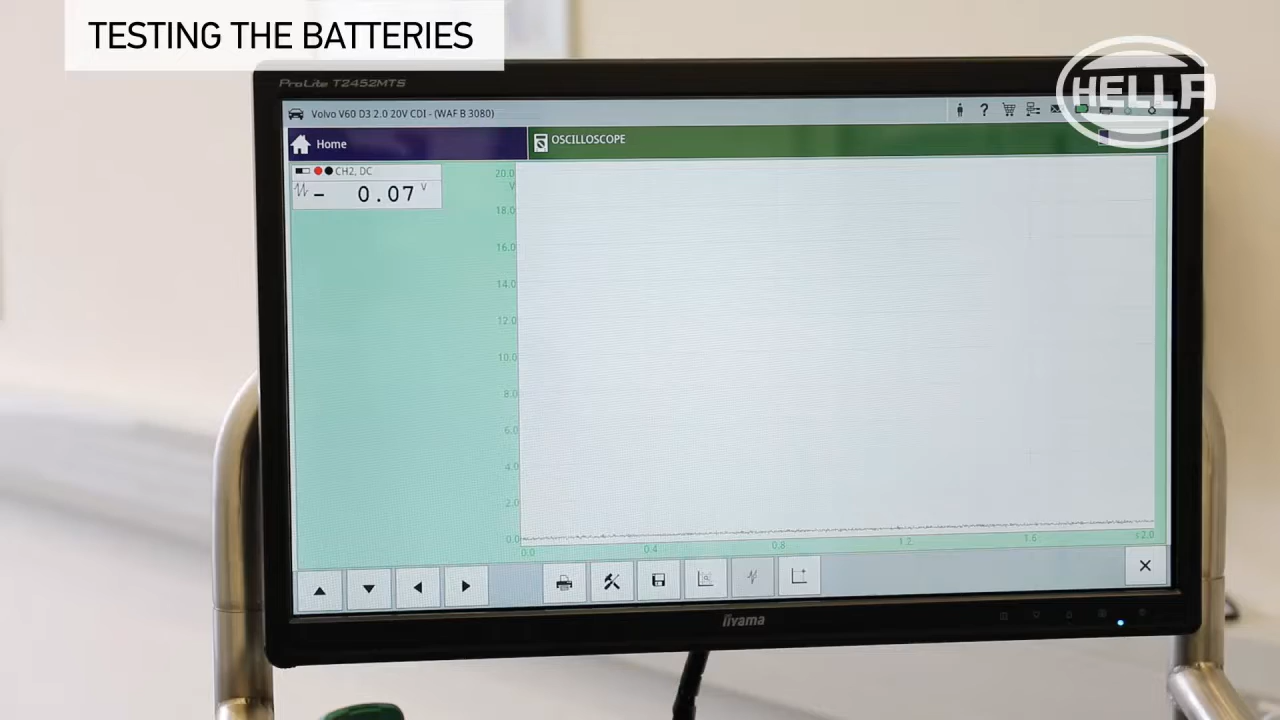 TESTING THE BATTERIES
HELLA
ProLite T2452MTS
Volvo V60 D3 2.0 20V CDI - (WAF B 3080)
?
Home
OSCILLOSCOPE
CH2, DC
- 0.07 V
20.0
V
18.0
16.0
14.0
12.0
10.0
8.0
6.0
4.0
2.0
0.0
0.0 0.4 0.8 1.2 1.6 s 2.0
iiyama